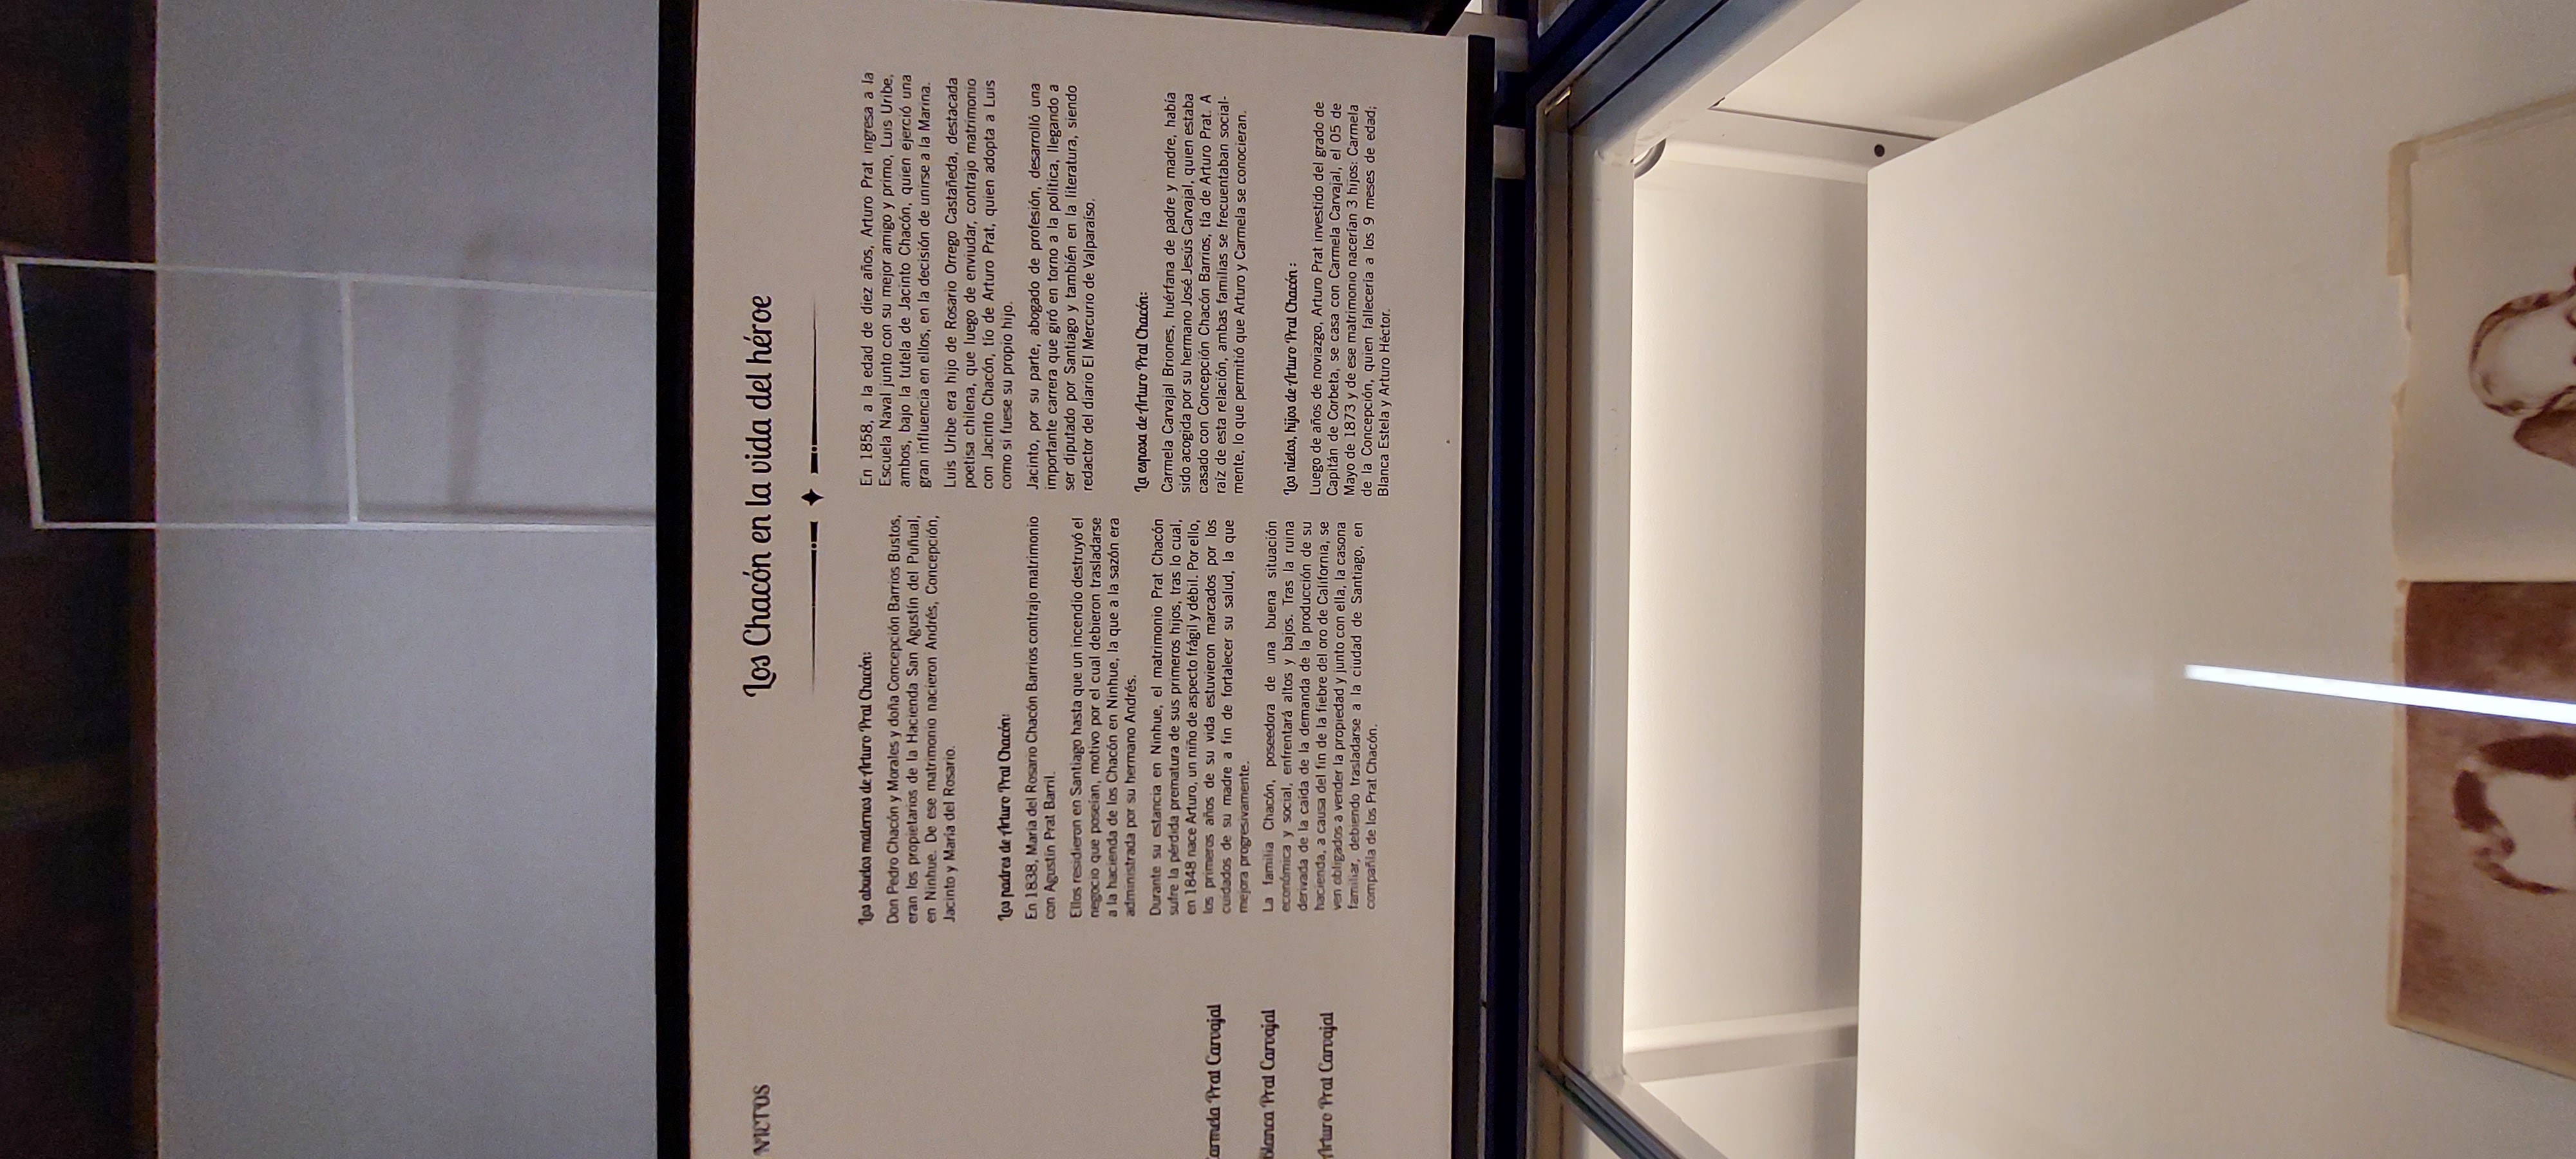 NIETOS
Carmela Prat Carvajal
Blanca Prat Carvajal
Arturo Prat Carvajal
Los Chacón en la vida del héroe
Los abuelos maternos de Arturo Prat Chacón:
Don Pedro Chacón y Morales y doña Concepción Barrios Bustos,
eran los propietarios de la Hacienda San Agustín del Puñual,
en Ninhue. De ese matrimonio nacieron Andrés, Concepción,
Jacinto y María del Rosario.
Los padres de Arturo Prat Chacón:
En 1838, María del Rosario Chacón Barrios contrajo matrimonio
con Agustín Prat Barril.
Ellos residieron en Santiago hasta que un incendio destruyó el
negocio que poseían, motivo por el cual debieron trasladarse
a la hacienda de los Chacón en Ninhue, la que a la sazón era
administrada por su hermano Andrés.
Durante su estancia en Ninhue, el matrimonio Prat Chacón
sufre la pérdida prematura de sus primeros hijos, tras lo cual,
en 1848 nace Arturo, un niño de aspecto frágil y débil. Por ello,
los primeros años de su vida estuvieron marcados por los
cuidados de su madre a fin de fortalecer su salud, la que
mejora progresivamente.
La familia Chacón, poseedora de una buena situación
económica y social, enfrentará altos y bajos. Tras la ruina
derivada de la caída de la demanda de la producción de su
hacienda, a causa del fin de la fiebre del oro de California, se
ven obligados a vender la propiedad y junto con ella, la casona
familiar, debiendo trasladarse a la ciudad de Santiago, en
compañía de los Prat Chacón.
En 1858, a la edad de diez años, Arturo Prat ingresa a la
Escuela Naval junto con su mejor amigo y primo, Luis Uribe,
ambos, bajo la tutela de Jacinto Chacón, quien ejerció una
gran influencia en ellos, en la decisión de unirse a la Marina.
Luis Uribe era hijo de Rosario Orrego Castañeda, destacada
poetisa chilena, que luego de enviudar, contrajo matrimonio
con Jacinto Chacón, tío de Arturo Prat, quien adopta a Luis
como si fuese su propio hijo.
Jacinto, por su parte, abogado de profesión, desarrolló una
importante carrera que giró en torno a la política, llegando a
ser diputado por Santiago y también en la literatura, siendo
redactor del diario El Mercurio de Valparaíso.
La esposa de Arturo Prat Chacón:
Carmela Carvajal Briones, huérfana de padre y madre, había
sido acogida por su hermano José Jesús Carvajal, quien estaba
casado con Concepción Chacón Barrios, tía de Arturo Prat. A
raíz de esta relación, ambas familias se frecuentaban social-
mente, lo que permitió que Arturo y Carmela se conocieran.
Los nietos, hijos de Arturo Prat Chacón :
Luego de años de noviazgo, Arturo Prat investido del grado de
Capitán de Corbeta, se casa con Carmela Carvajal, el 05 de
Mayo de 1873 y de ese matrimonio nacerían 3 hijos: Carmela
de la Concepción, quien fallecería a los 9 meses de edad;
Blanca Estela y Arturo Héctor.